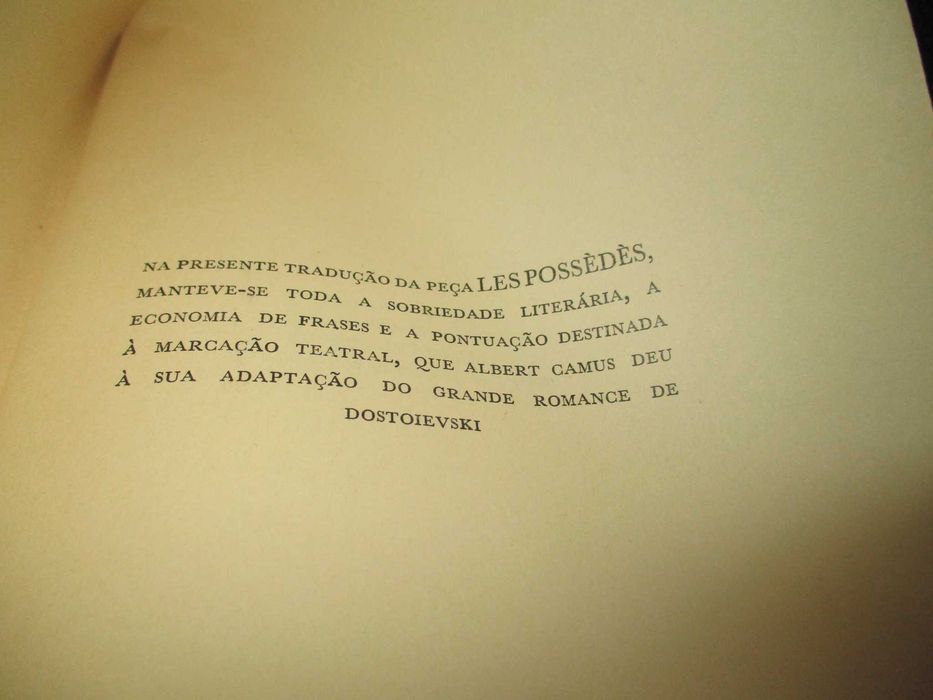 NA PRESENTE TRADUÇÃO DA PEÇA LES POSSÈDÈS,
MANTEVE-SE TODA A SOBRIEDADE LITERÁRIA, A
ECONOMIA DE FRASES E A PONTUAÇÃO DESTINADA
À MARCAÇÃO TEATRAL, QUE ALBERT CAMUS DEU
À SUA ADAPTAÇÃO DO GRANDE ROMANCE DE
DOSTOIEVSKI